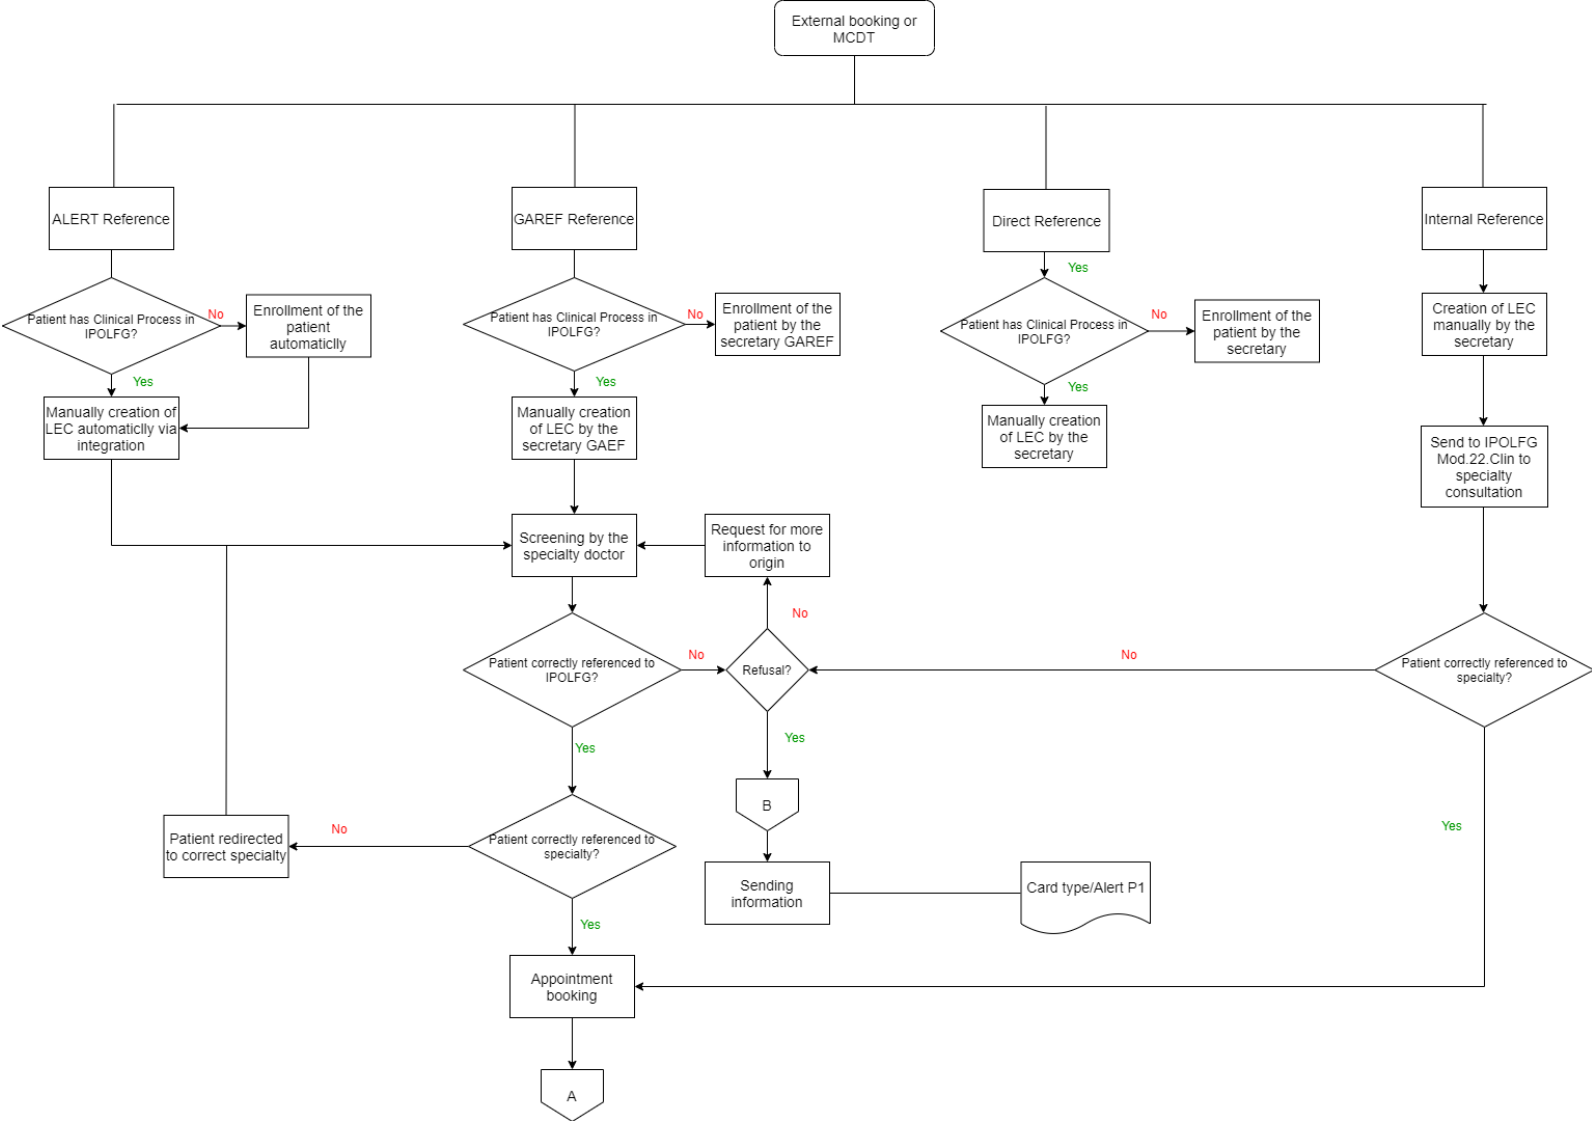 External booking or
MCDT
ALERT Reference
GAREF Reference
Direct Reference
Internal Reference
Yes
Patient has Clinical Process in
IPOLFG?
No
Enrollment of the
patient
automaticlly
Patient has Clinical Process in
IPOLFG?
No
Enrollment of the
patient by the
secretary GAREF
Patient has Clinical Process in
IPOLFG?
No
Enrollment of the
patient by the
secretary
Creation of LEC
manually by the
secretary
Yes
Yes
Yes
Manually creation of
LEC automaticlly via
integration
Manually creation
of LEC by the
secretary GAEF
Manually creation
of LEC by the
secretary
Send to IPOLFG
Mod.22.Clin to
specialty
consultation
Screening by the
specialty doctor
Request for more
information to
origin
No
Patient correctly referenced to
IPOLFG?
No
Refusal?
No
Patient correctly referenced to
specialty?
Yes
Yes
B
Yes
Patient redirected
to correct specialty
No
Patient correctly referenced to
specialty?
Sending
information
Card type/Alert P1
Yes
Appointment
booking
A